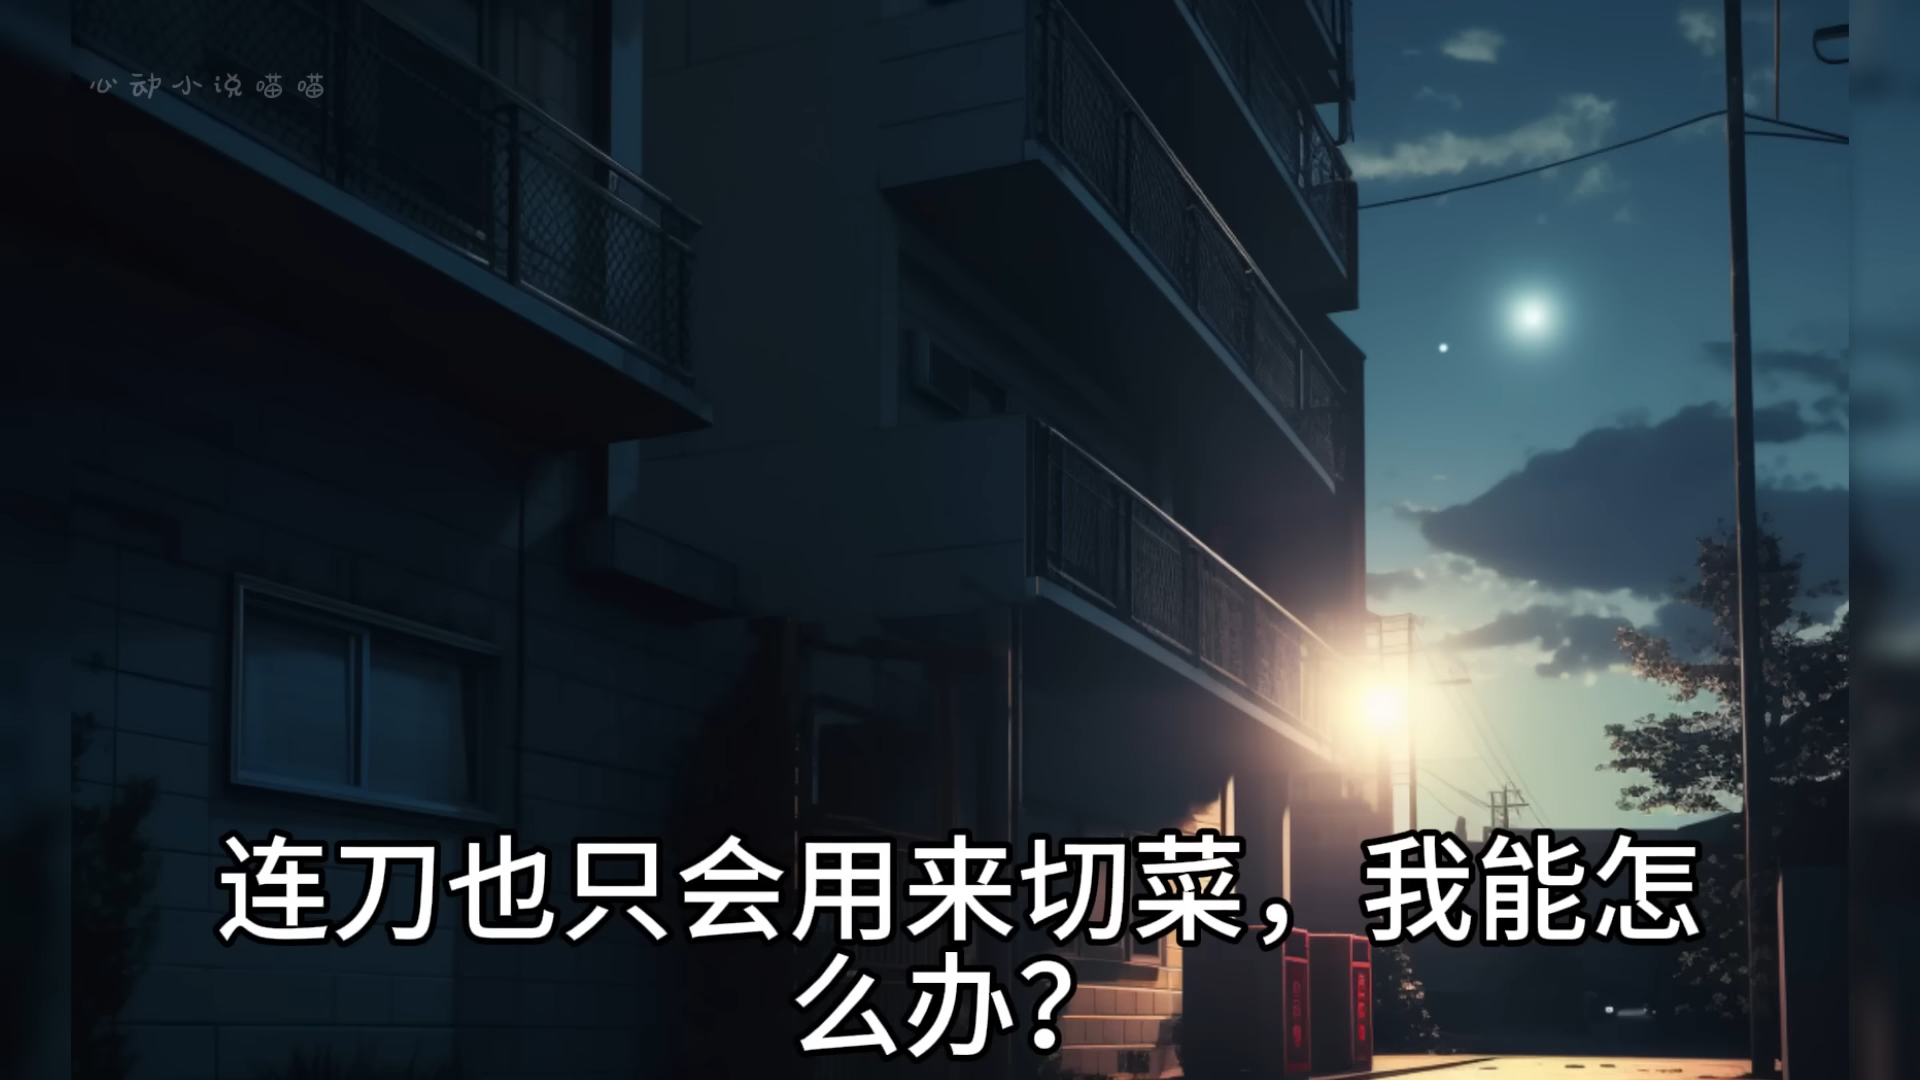 心动小说喵喵
连刀也只会用来切菜，我能怎
么办？